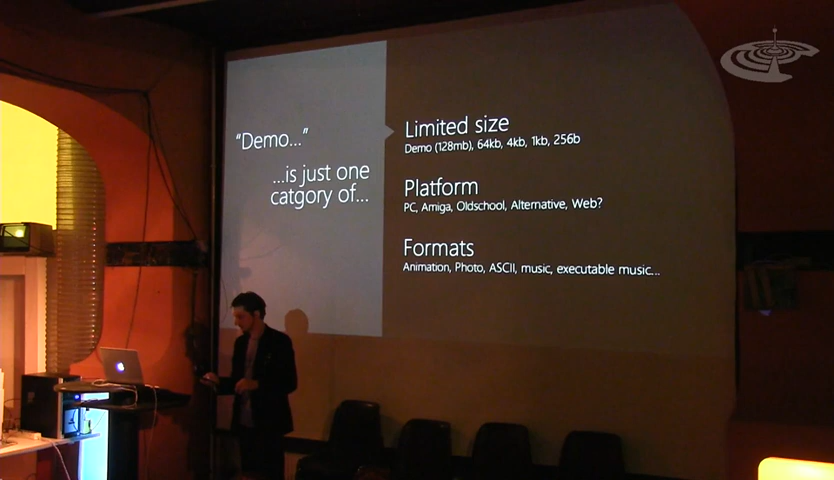 “Demo...”
...is just one
catgory of...
Limited size
Demo (128mb), 64kb, 4kb, 1kb, 256b
Platform
PC, Amiga, Oldschool, Alternative, Web?
Formats
Animation, Photo, ASCII, music, executable music...